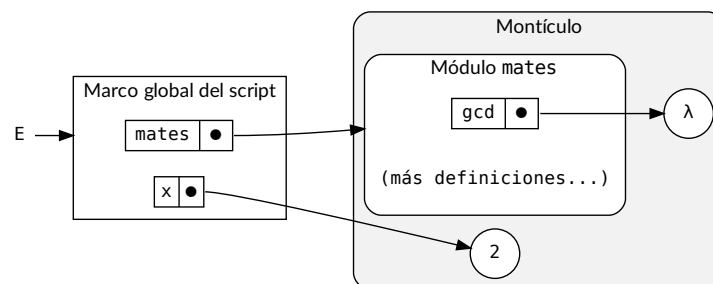 Montículo
Marco global del script
Módulo mates
E
mates
gcd
λ
x
(más definiciones...)
2